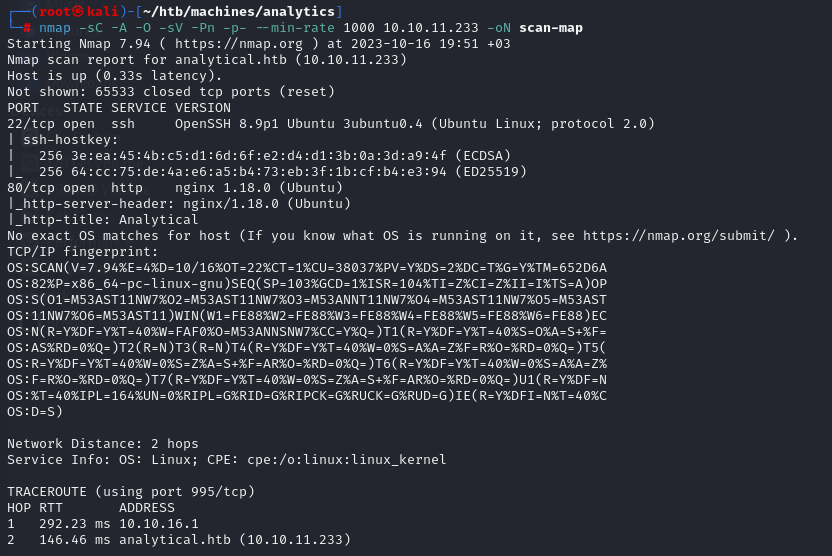 ┌──(root㉿kali)-[~/htb/machines/analytics]
└─# nmap -sC -A -O -sV -Pn -p- --min-rate 1000 10.10.11.233 -oN scan-map
Starting Nmap 7.94 ( https://nmap.org ) at 2023-10-16 19:51 +03
Nmap scan report for analytical.htb (10.10.11.233)
Host is up (0.33s latency).
Not shown: 65533 closed tcp ports (reset)
PORT   STATE SERVICE VERSION
22/tcp open  ssh     OpenSSH 8.9p1 Ubuntu 3ubuntu0.4 (Ubuntu Linux; protocol 2.0)
| ssh-hostkey:
|   256 3e:ea:45:4b:c5:d1:6d:6f:e2:d4:d1:3b:0a:3d:a9:4f (ECDSA)
|_  256 64:cc:75:de:4a:e6:a5:b4:73:eb:3f:1b:cf:b4:e3:94 (ED25519)
80/tcp open  http    nginx 1.18.0 (Ubuntu)
|_http-server-header: nginx/1.18.0 (Ubuntu)
|_http-title: Analytical
No exact OS matches for host (If you know what OS is running on it, see https://nmap.org/submit/ ).
TCP/IP fingerprint:
OS:SCAN(V=7.94%E=4%D=10/16%OT=22%CT=1%CU=38037%PV=Y%DS=2%DC=T%G=Y%TM=652D6A
OS:82%P=x86_64-pc-linux-gnu)SEQ(SP=103%GCD=1%ISR=104%TI=Z%CI=Z%II=I%TS=A)OP
OS:S(O1=M53AST11NW7%O2=M53AST11NW7%O3=M53ANNT11NW7%O4=M53AST11NW7%O5=M53AST
OS:11NW7%O6=M53AST11)WIN(W1=FE88%W2=FE88%W3=FE88%W4=FE88%W5=FE88%W6=FE88)EC
OS:N(R=Y%DF=Y%T=40%W=FAF0%O=M53ANNSNW7%CC=Y%Q=)T1(R=Y%DF=Y%T=40%S=O%A=S+%F=
OS:AS%RD=0%Q=)T2(R=N)T3(R=N)T4(R=Y%DF=Y%T=40%W=0%S=A%A=Z%F=R%O=%RD=0%Q=)T5(
OS:R=Y%DF=Y%T=40%W=0%S=Z%A=S+%F=AR%O=%RD=0%Q=)T6(R=Y%DF=Y%T=40%W=0%S=A%A=Z%
OS:F=R%O=%RD=0%Q=)T7(R=Y%DF=Y%T=40%W=0%S=Z%A=S+%F=AR%O=%RD=0%Q=)U1(R=Y%DF=N
OS:%T=40%IPL=164%UN=0%RIPL=G%RID=G%RIPCK=G%RUCK=G%RUD=G)IE(R=Y%DFI=N%T=40%C
OS:D=S)
Network Distance: 2 hops
Service Info: OS: Linux; CPE: cpe:/o:linux:linux_kernel
TRACEROUTE (using port 995/tcp)
HOP RTT       ADDRESS
1   292.23 ms 10.10.16.1
2   146.46 ms analytical.htb (10.10.11.233)